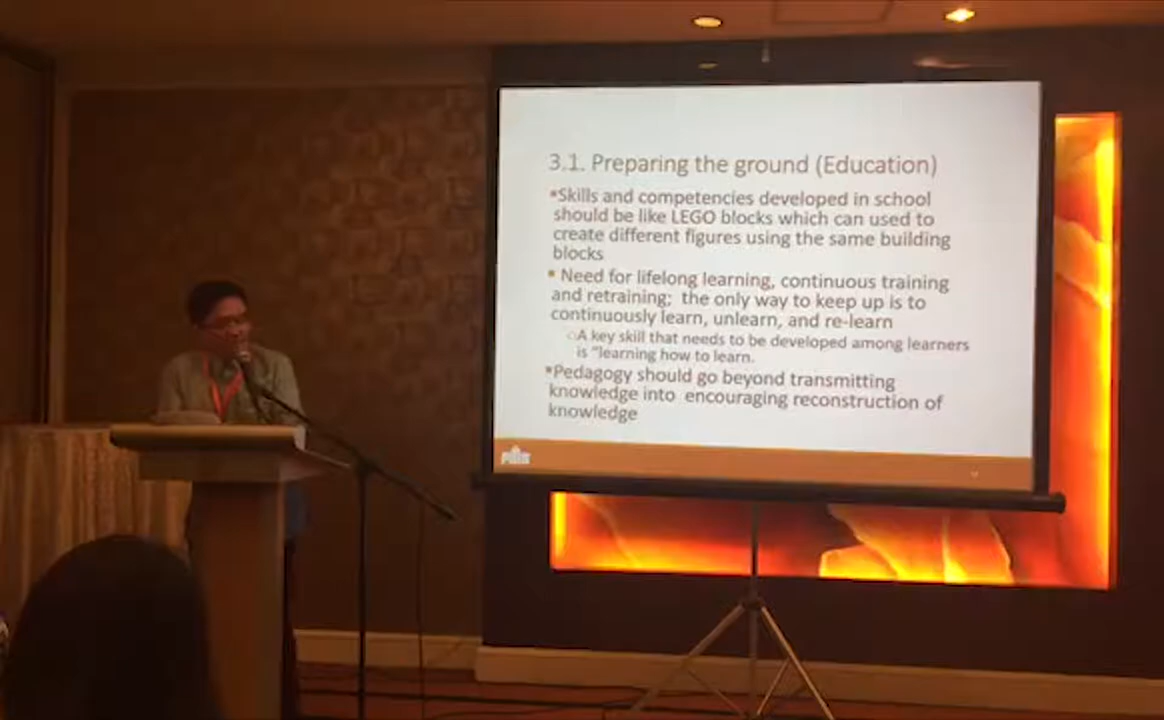 3.1. Preparing the ground (Education)
▪Skills and competencies developed in school
should be like LEGO blocks which can used to
create different figures using the same building
blocks
▪ Need for lifelong learning, continuous training
and retraining; the only way to keep up is to
continuously learn, unlearn, and re-learn
○A key skill that needs to be developed among learners
is "learning how to learn.
▪Pedagogy should go beyond transmitting
knowledge into encouraging reconstruction of
knowledge